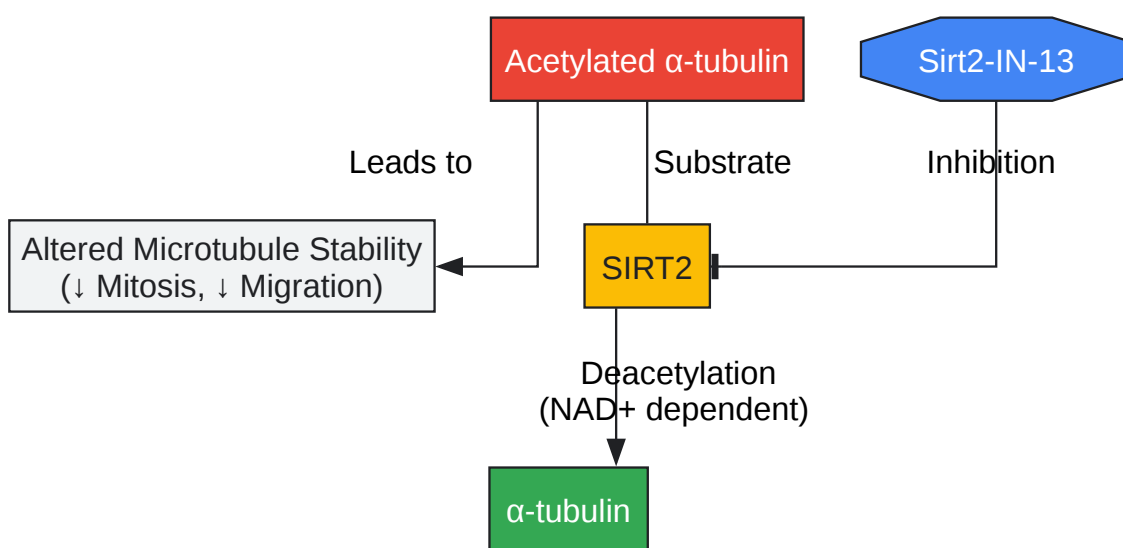 Acetylated α-tubulin
Sirt2-IN-13
Leads to
Substrate
Inhibition
Altered Microtubule Stability
(↓ Mitosis, ↓ Migration)
SIRT2
Deacetylation
(NAD+ dependent)
α-tubulin